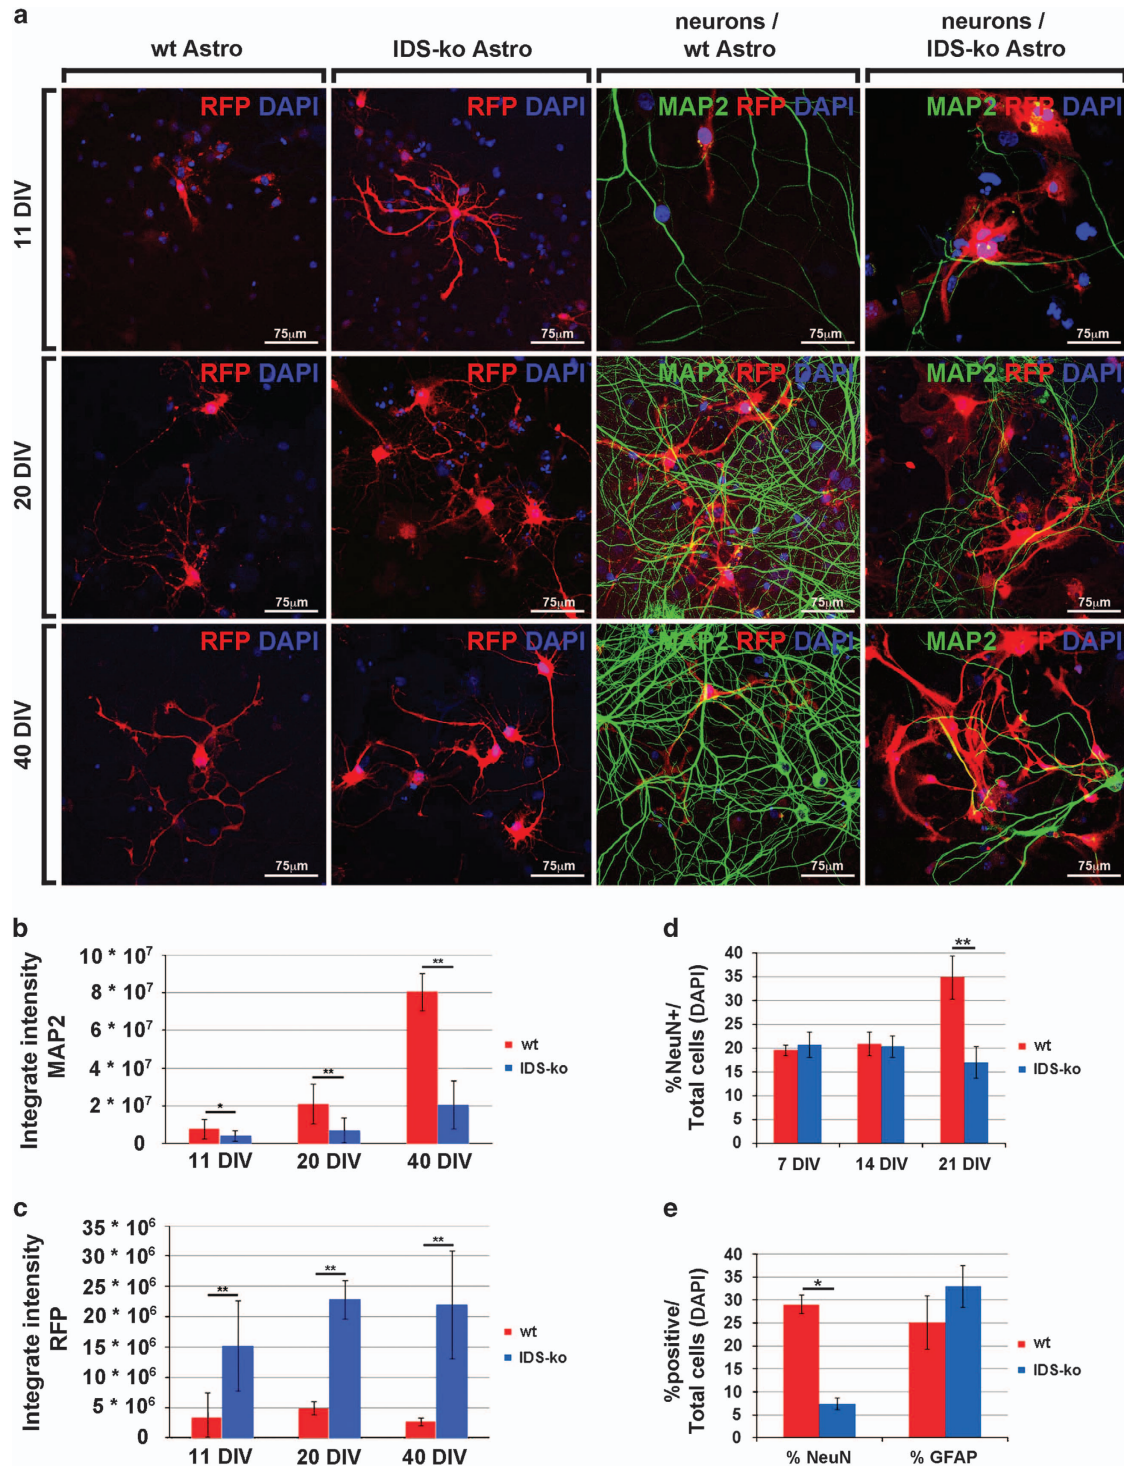 a
wt Astro
IDS-ko Astro
neurons /
wt Astro
neurons /
IDS-ko Astro
11 DIV
RFP DAPI
75µm
RFP DAPI
75µm
MAP2 RFP DAPI
75µm
MAP2 RFP DAPI
75µm
20 DIV
RFP DAPI
75µm
RFP DAPI
75µm
MAP2 RFP DAPI
75µm
MAP2 RFP DAPI
75µm
40 DIV
RFP DAPI
75µm
RFP DAPI
75µm
MAP2 RFP DAPI
75µm
MAP2 RFP DAPI
75µm
b
Integrate intensity
MAP2
10 * 10⁷
8 * 10⁷
6 * 10⁷
4 * 10⁷
2 * 10⁷
0
*
**
**
11 DIV
20 DIV
40 DIV
wt
IDS-ko
c
Integrate intensity
RFP
35 * 10⁶
30 * 10⁶
25 * 10⁶
20 * 10⁶
15 * 10⁶
10 * 10⁶
5 * 10⁶
0
**
**
**
11 DIV
20 DIV
40 DIV
wt
IDS-ko
d
%NeuN+/
Total cells (DAPI)
40
35
30
25
20
15
10
5
0
**
7 DIV
14 DIV
21 DIV
wt
IDS-ko
e
%positive/
Total cells (DAPI)
40
35
30
25
20
15
10
5
0
*
% NeuN
% GFAP
wt
IDS-ko